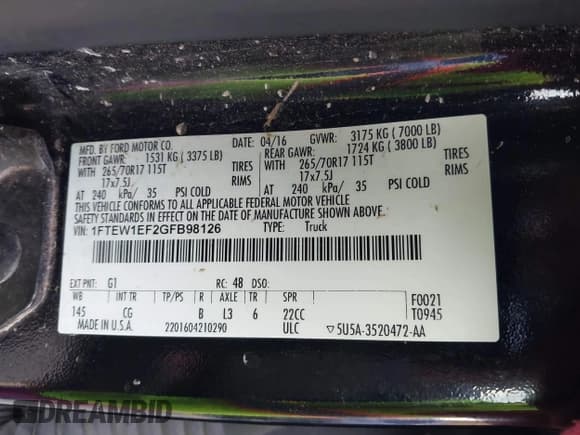 MFD. BY FORD MOTOR CO.
DATE: 04/16 GVWR: 3175 KG ( 7000 LB)
FRONT GAWR: 1531 KG ( 3375 LB) REAR GAWR: 1724 KG ( 3800 LB)
WITH 265/70R17 115T TIRES WITH 265/70R17 115T TIRES
17x7.5J RIMS 17x7.5J RIMS
AT 240 kPa/ 35 PSI COLD AT 240 kPa/ 35 PSI COLD
THIS VEHICLE CONFORMS TO ALL APPLICABLE FEDERAL MOTOR VEHICLE
SAFETY STANDARDS IN EFFECT ON THE DATE OF MANUFACTURE SHOWN ABOVE.
VIN: 1FTEW1EF2GFB98126 TYPE: Truck
EXT PNT: G1 RC: 48 DSO:
WB INT TR TP/PS R AXLE TR SPR F0021
145 CG B L3 6 22CC T0945
MADE IN U.S.A. 2201604210290 ULC ▽5U5A-3520472-AA
DREAMBID